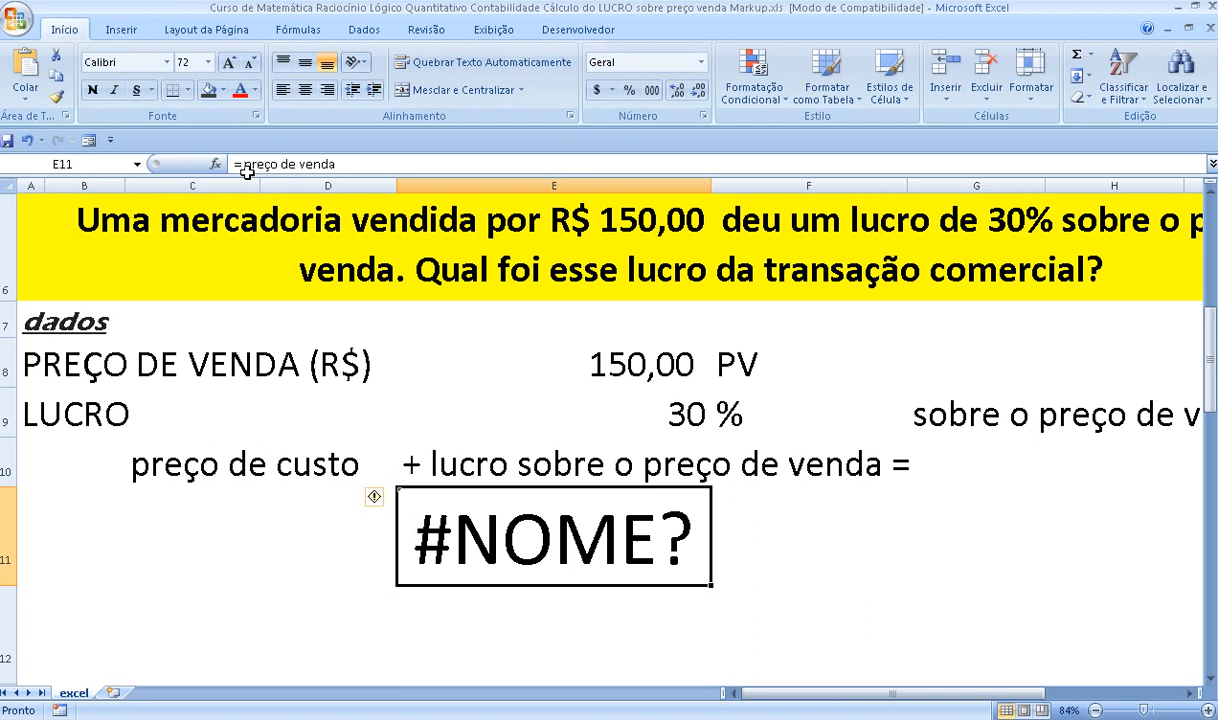 Curso de Matemática Raciocínio Lógico Quantitativo Contabilidade Cálculo do LUCRO sobre preço venda Markup.xls [Modo de Compatibilidade] - Microsoft Excel
Início Inserir Layout da Página Fórmulas Dados Revisão Exibição Desenvolvedor
Calibri 72 Quebrar Texto Automaticamente Geral
Colar N I S Mesclar e Centralizar $ % 000 Formatação Condicional Formatar como Tabela Estilos de Célula Inserir Excluir Formatar Classificar e Filtrar Localizar e Selecionar
Área de T... Fonte Alinhamento Número Estilo Células Edição
E11 fx =preço de venda
A B C D E F G H
Uma mercadoria vendida por R$ 150,00 deu um lucro de 30% sobre o p
6 venda. Qual foi esse lucro da transação comercial?
7 dados
8 PREÇO DE VENDA (R$) 150,00 PV
9 LUCRO 30 % sobre o preço de v
10 preço de custo + lucro sobre o preço de venda =
11 #NOME?
12
excel
Pronto 84%